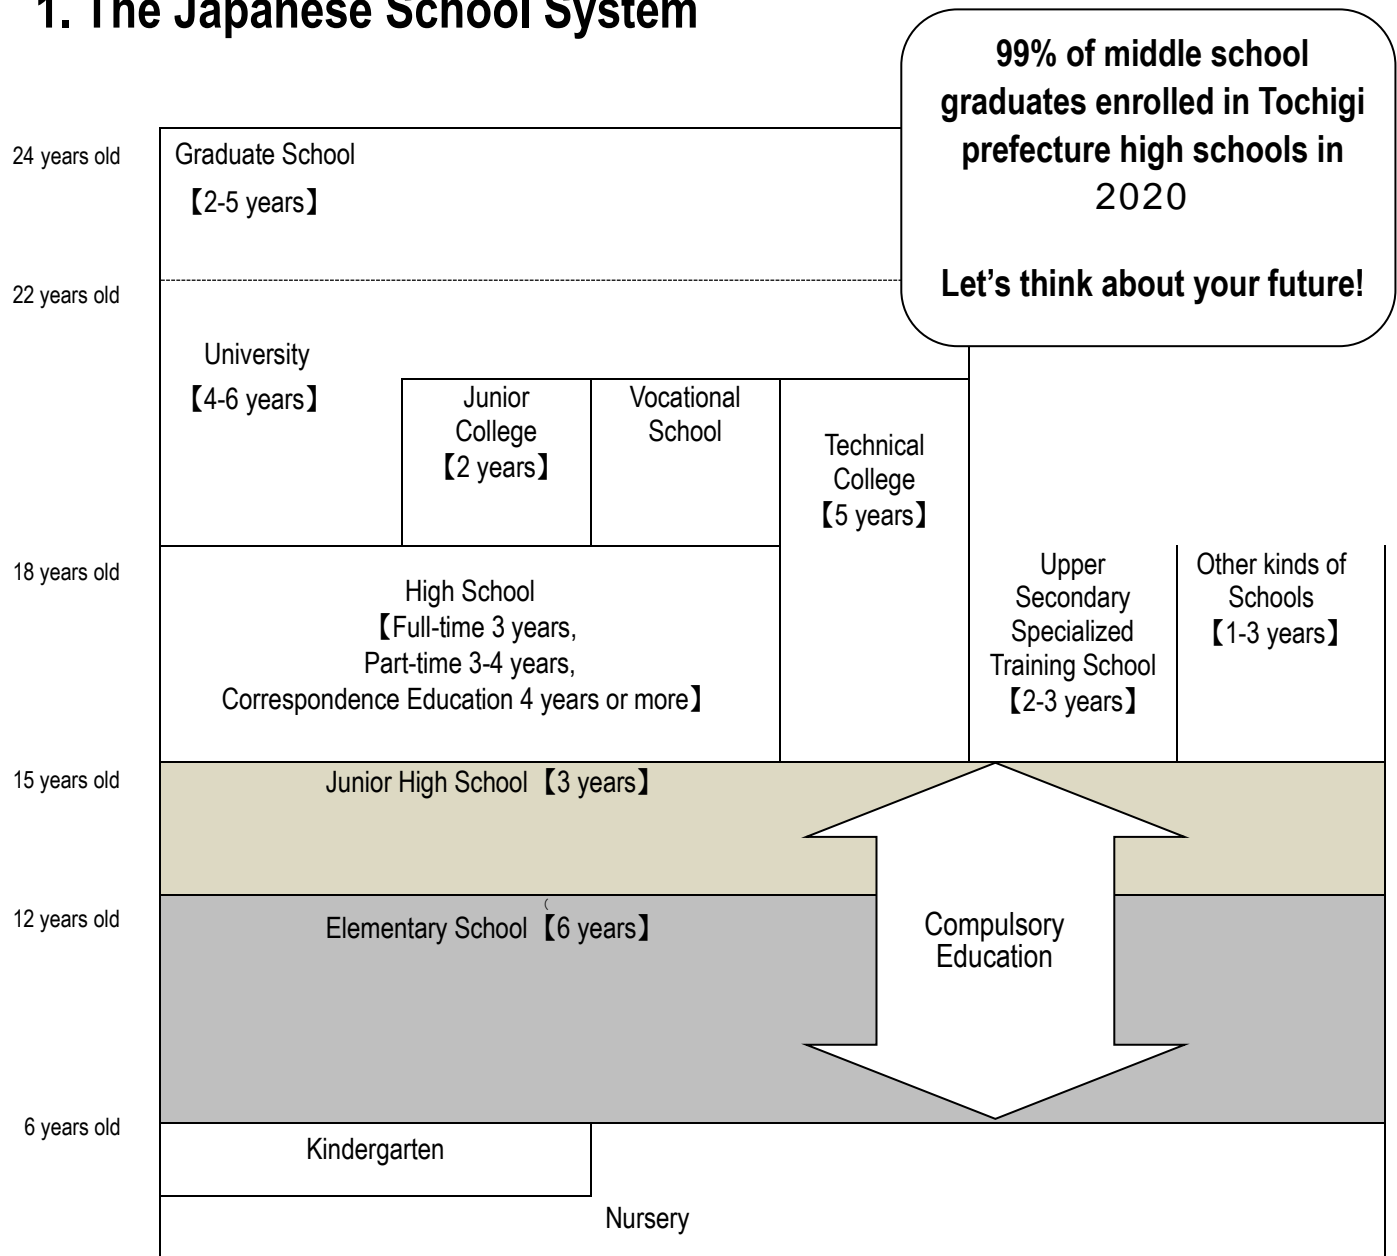 1. The Japanese School System
99% of middle school
graduates enrolled in Tochigi
prefecture high schools in
2020
Let's think about your future!
24 years old
Graduate School
【2-5 years】
22 years old
University
【4-6 years】
Junior
College
【2 years】
Vocational
School
Technical
College
【5 years】
18 years old
High School
【Full-time 3 years,
Part-time 3-4 years,
Correspondence Education 4 years or more】
Upper
Secondary
Specialized
Training School
【2-3 years】
Other kinds of
Schools
【1-3 years】
15 years old
Junior High School【3 years】
12 years old
(
Elementary School【6 years】
Compulsory
Education
6 years old
Kindergarten
Nursery